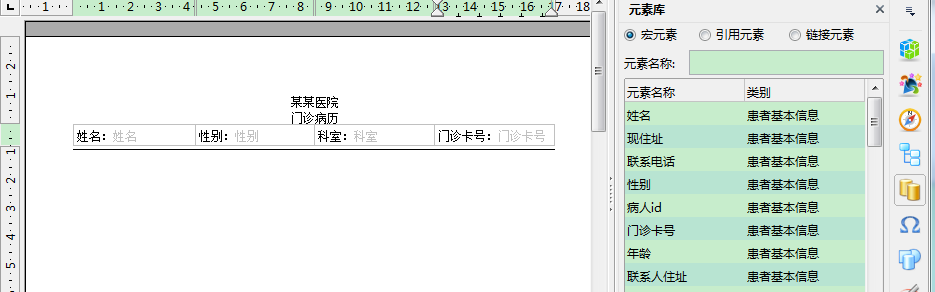 1 1 2 3 4 5 6 7 8 9 10 11 12 13 14 15 16 17 18
元素库
宏元素 引用元素 链接元素
元素名称:
元素名称 类别
姓名 患者基本信息
现住址 患者基本信息
联系电话 患者基本信息
性别 患者基本信息
病人id 患者基本信息
门诊卡号 患者基本信息
年龄 患者基本信息
联系人住址 患者基本信息
2
1
1
2
3
4
5
某某医院
门诊病历
姓名: 姓名 性别: 性别 科室: 科室 门诊卡号: 门诊卡号